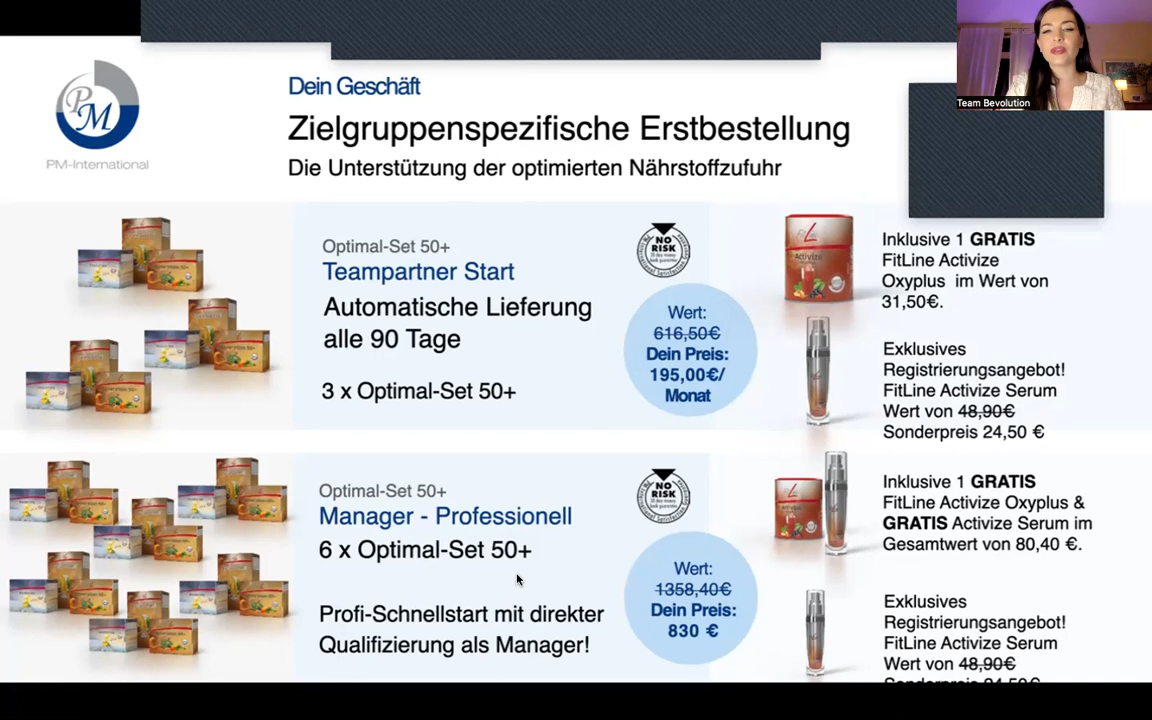 Team Bevolution
PM
PM-International
Dein Geschäft
Zielgruppenspezifische Erstbestellung
Die Unterstützung der optimierten Nährstoffzufuhr
Optimal-Set 50+
Teampartner Start
Automatische Lieferung
alle 90 Tage
3 x Optimal-Set 50+
NO
RISK
Wert:
616,50€
Dein Preis:
195,00€/
Monat
Inklusive 1 GRATIS
FitLine Activize
Oxyplus im Wert von
31,50€.
Exklusives
Registrierungsangebot!
FitLine Activize Serum
Wert von 48,90€
Sonderpreis 24,50 €
Optimal-Set 50+
Manager - Professionell
6 x Optimal-Set 50+
Profi-Schnellstart mit direkter
Qualifizierung als Manager!
NO
RISK
Wert:
1358,40€
Dein Preis:
830 €
Inklusive 1 GRATIS
FitLine Activize Oxyplus &
GRATIS Activize Serum im
Gesamtwert von 80,40 €.
Exklusives
Registrierungsangebot!
FitLine Activize Serum
Wert von 48,90€
Sonderpreis 24,50€